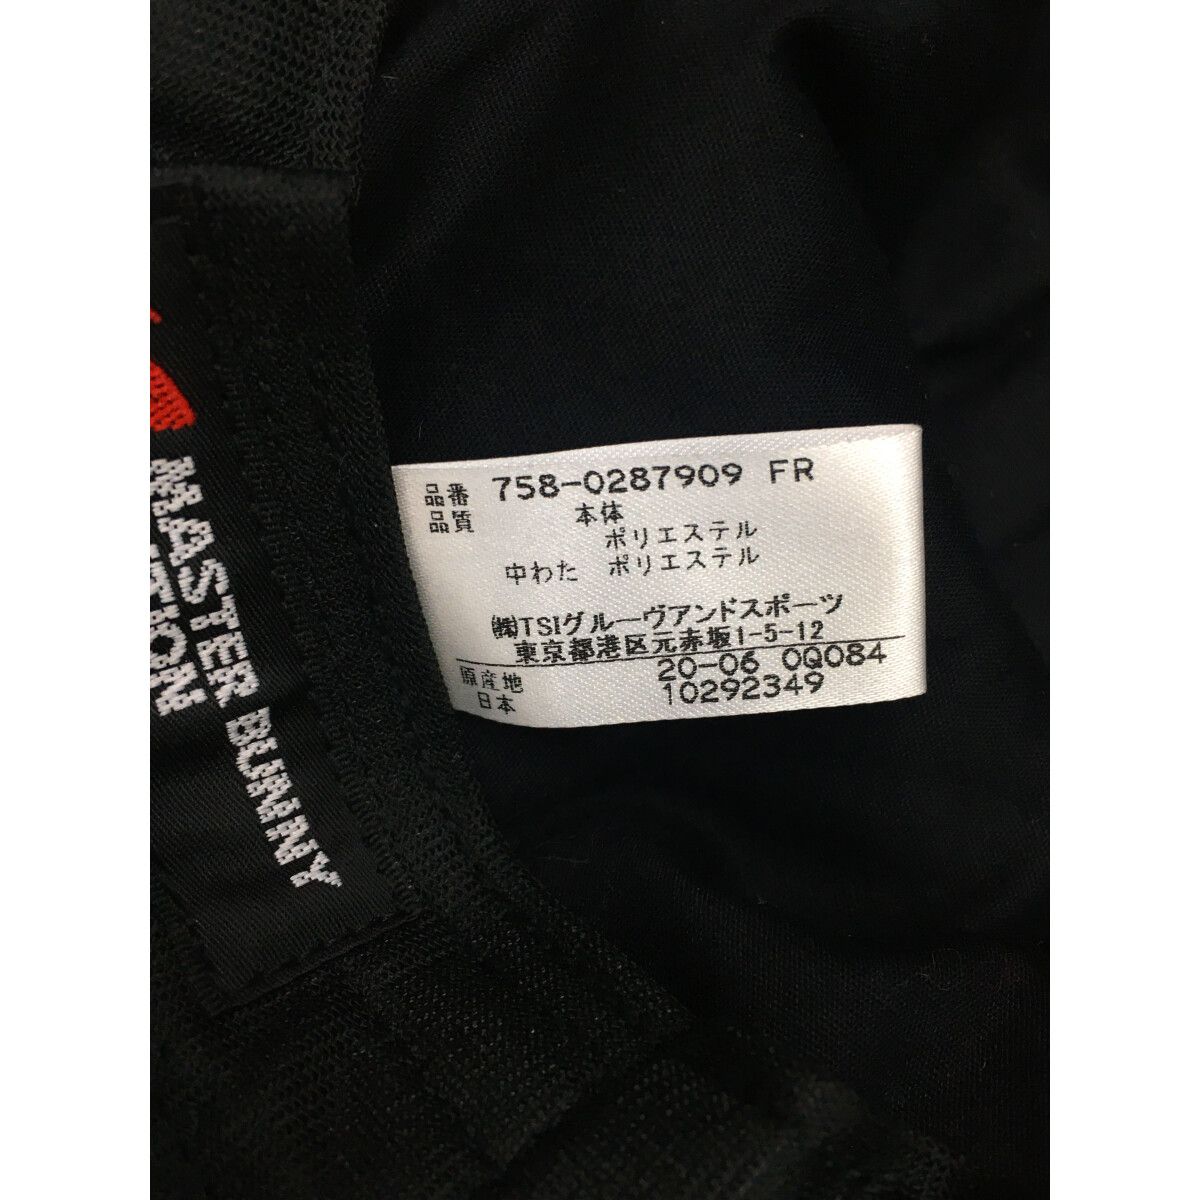 品番 758-0287909 FR
品質 本体
ポリエステル
中わた ポリエステル
㈱TSIグルーヴアンドスポーツ
東京都港区元赤坂1-5-12
20-06 0Q084
原産地 10292349
日本
MASTER BUNNY